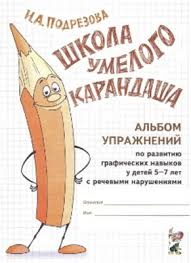 И.А. ПОДРЕЗОВА
ШКОЛА
УМЕЛОГО
КАРАНДАША
АЛЬБОМ
УПРАЖНЕНИЙ
по развитию
графических навыков
у детей 5–7 лет
с речевыми нарушениями
Фамилия
Имя